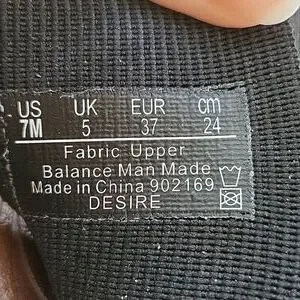 US UK EUR cm
7M 5 37 24
Fabric Upper
Balance Man Made
Made in China 902169
DESIRE